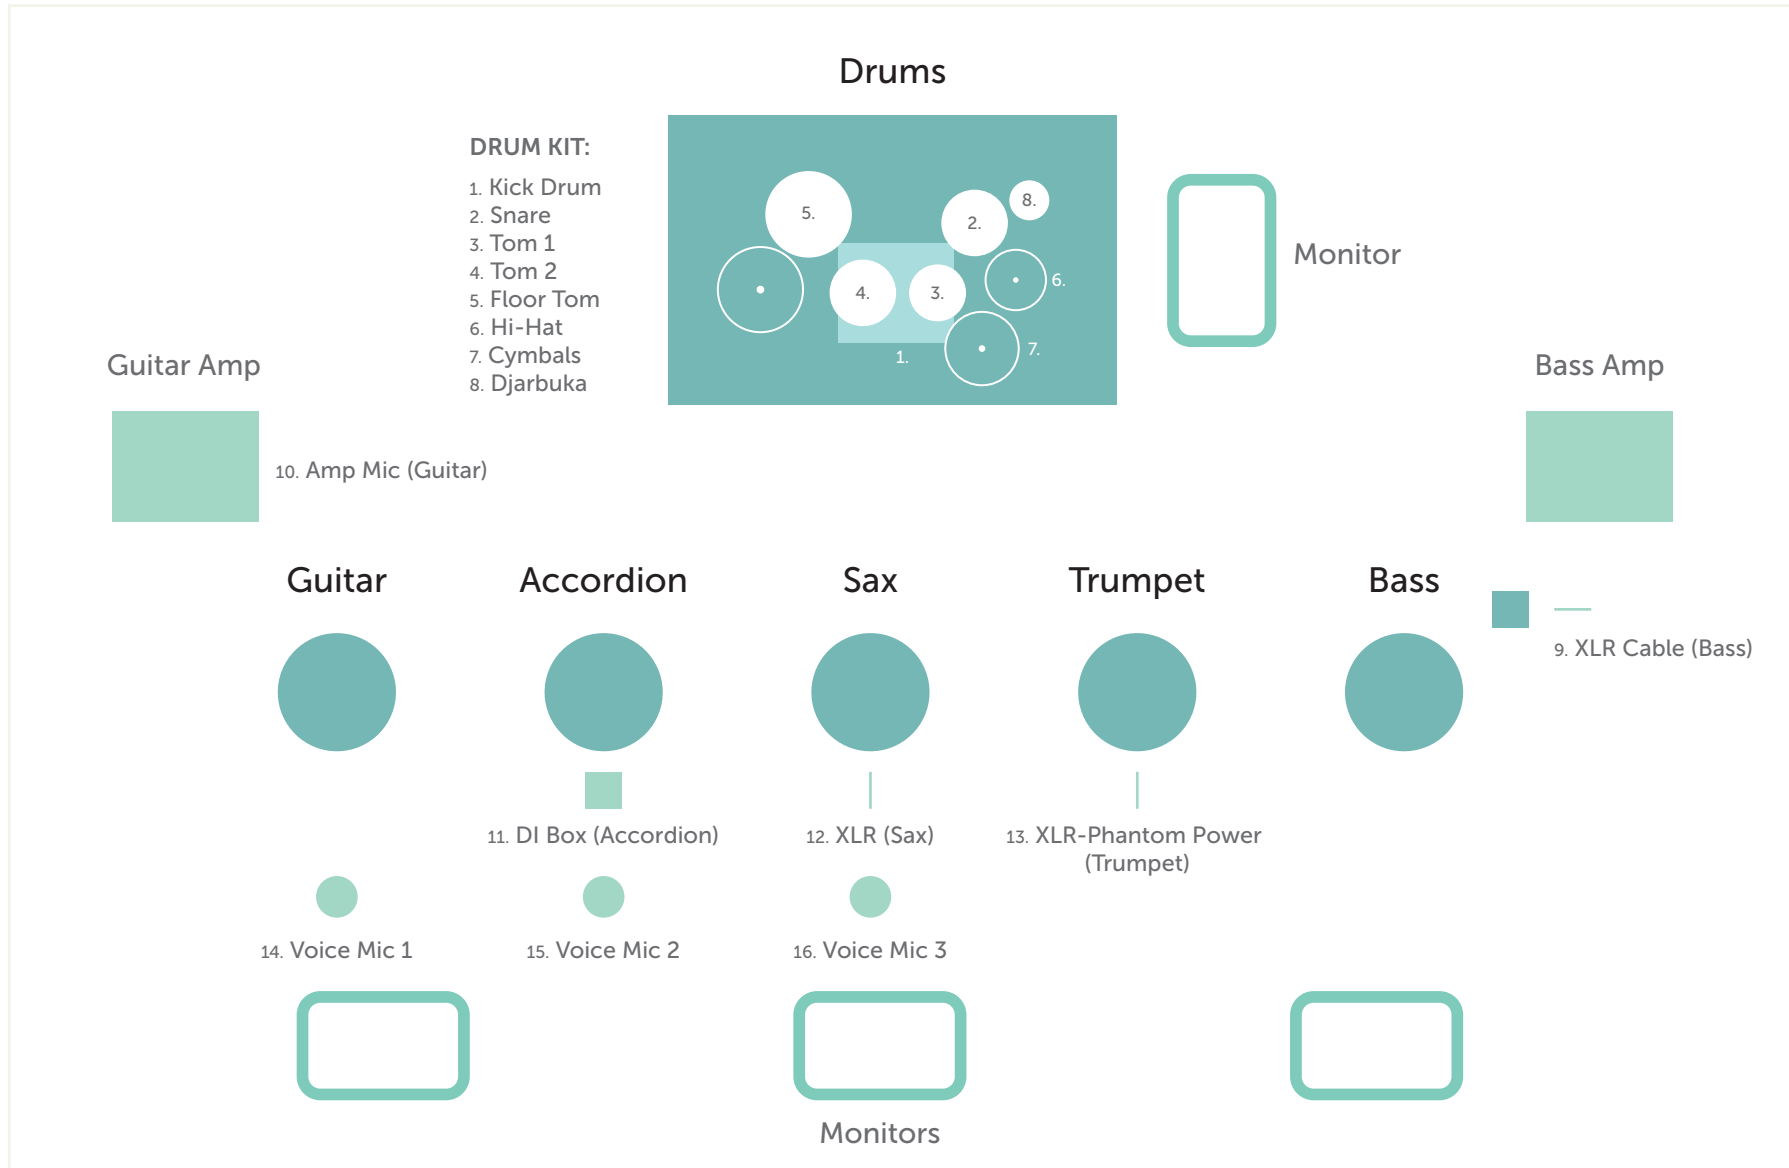 Drums
DRUM KIT:
1. Kick Drum
2. Snare
3. Tom 1
4. Tom 2
5. Floor Tom
6. Hi-Hat
7. Cymbals
8. Djarbuka
5.
2.
8.
4.
3.
6.
1.
7.
Monitor
Guitar Amp
Bass Amp
10. Amp Mic (Guitar)
Guitar
Accordion
Sax
Trumpet
Bass
9. XLR Cable (Bass)
11. DI Box (Accordion)
12. XLR (Sax)
13. XLR-Phantom Power
(Trumpet)
14. Voice Mic 1
15. Voice Mic 2
16. Voice Mic 3
Monitors